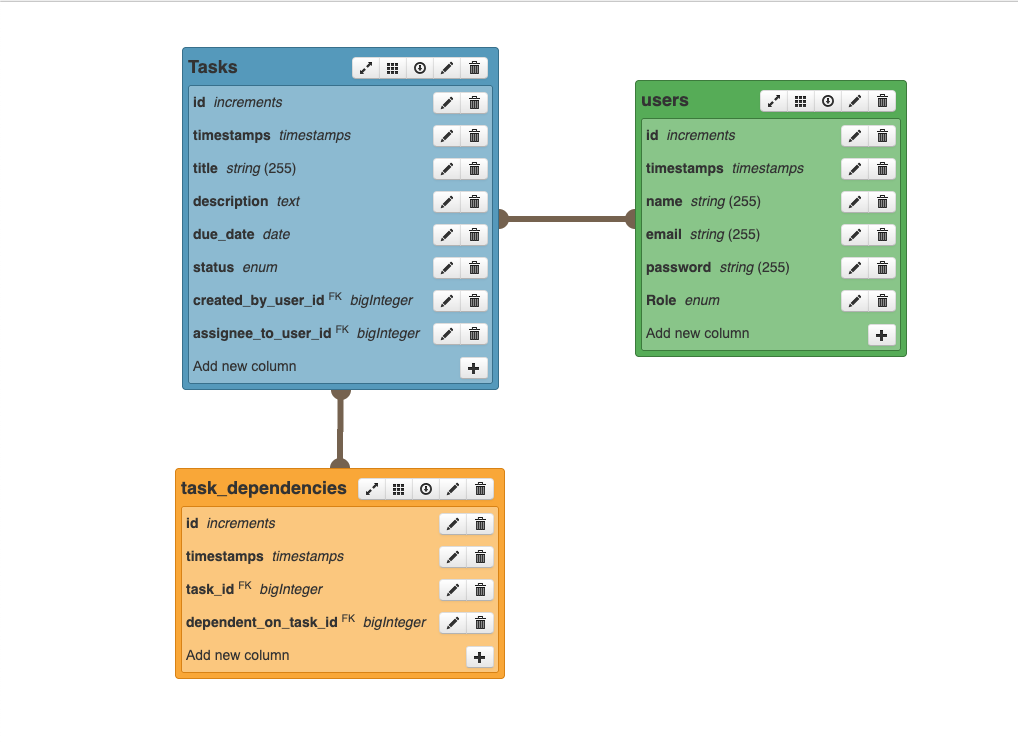 Tasks
id increments
timestamps timestamps
title string (255)
description text
due_date date
status enum
created_by_user_id FK bigInteger
assignee_to_user_id FK bigInteger
Add new column
users
id increments
timestamps timestamps
name string (255)
email string (255)
password string (255)
Role enum
Add new column
task_dependencies
id increments
timestamps timestamps
task_id FK bigInteger
dependent_on_task_id FK bigInteger
Add new column